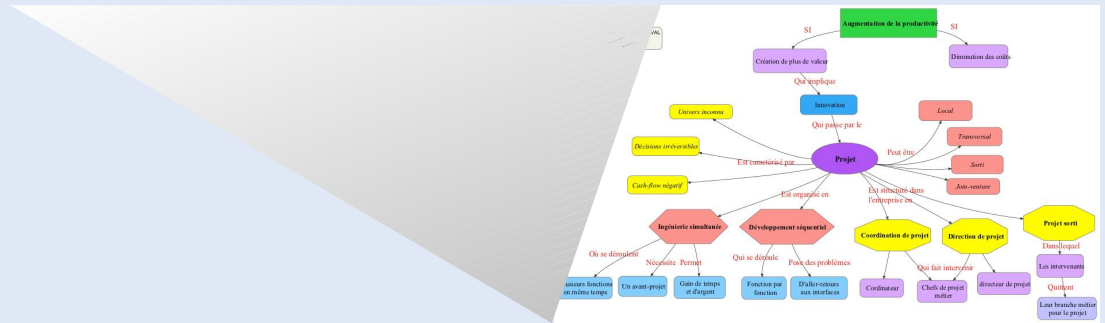 Augmentation de la productivité
SI
SI
VAL
Création de plus de valeur
Diminution des coûts
Qui implique
Innovation
Univers inconnu
Local
Qui passe par le
Transversal
Décisions irréversibles
Peut être
Projet
Est caractérisé par
Sorti
Cash-flow négatif
Join-venture
Est organisé en
Est structuré dans
l'entreprise en
Ingénierie simultanée
Développement séquentiel
Coordination de projet
Direction de projet
Projet sorti
Où se déroulent
Nécessite
Permet
Qui se déroule
Pose des problèmes
Qui fait intervenir
Dans lequel
Les intervenants
usieurs fonctions
en même temps
Un avant-projet
Gain de temps
et d'argent
Fonction par
fonction
D'aller-retours
aux interfaces
Cordinateur
Chefs de projet
métier
directeur de projet
Quittent
Leur branche métier
pour le projet